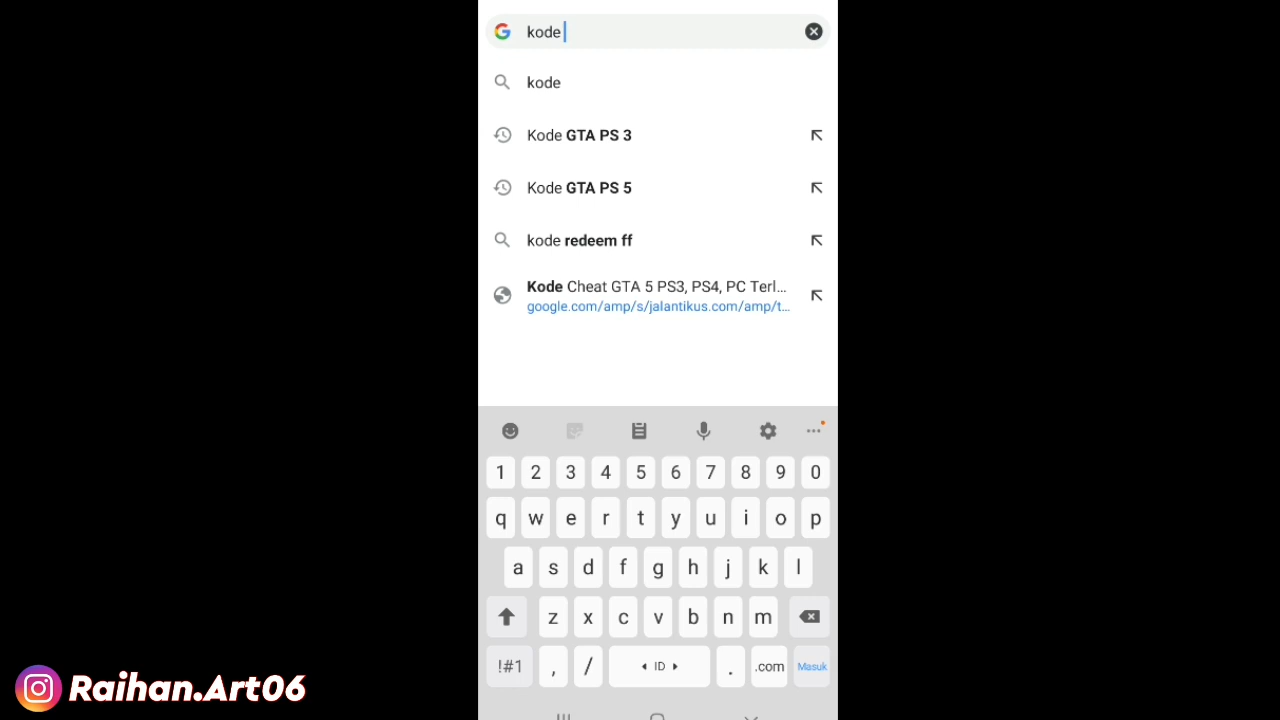 kode
kode
Kode GTA PS 3
Kode GTA PS 5
kode redeem ff
Kode Cheat GTA 5 PS3, PS4, PC Terl...
google.com/amp/s/jalantikus.com/amp/t...
1 2 3 4 5 6 7 8 9 0
q w e r t y u i o p
a s d f g h j k l
z x c v b n m
!#1 , / ID . .com Masuk
Raihan.Art06